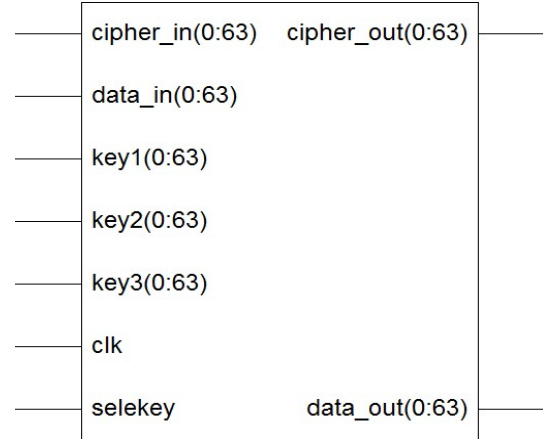 cipher_in(0:63) cipher_out(0:63)
data_in(0:63)
key1(0:63)
key2(0:63)
key3(0:63)
clk
selekey data_out(0:63)